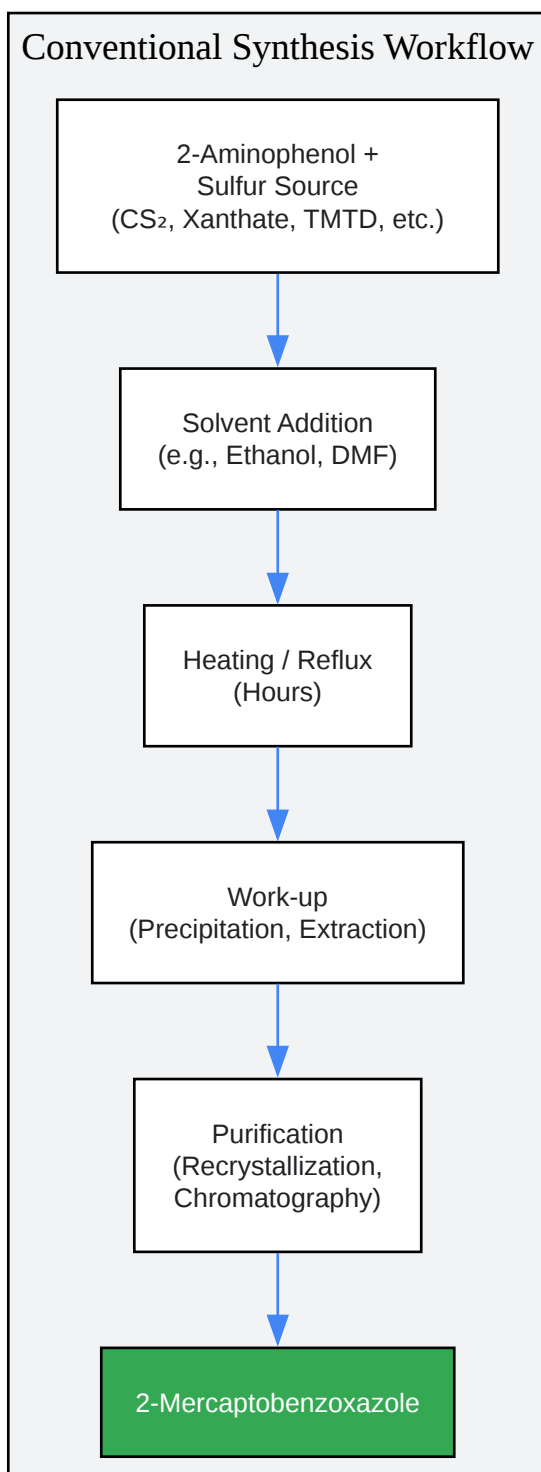 Conventional Synthesis Workflow
2-Aminophenol +
Sulfur Source
(CS₂, Xanthate, TMTD, etc.)
Solvent Addition
(e.g., Ethanol, DMF)
Heating / Reflux
(Hours)
Work-up
(Precipitation, Extraction)
Purification
(Recrystallization,
Chromatography)
2-Mercaptobenzoxazole